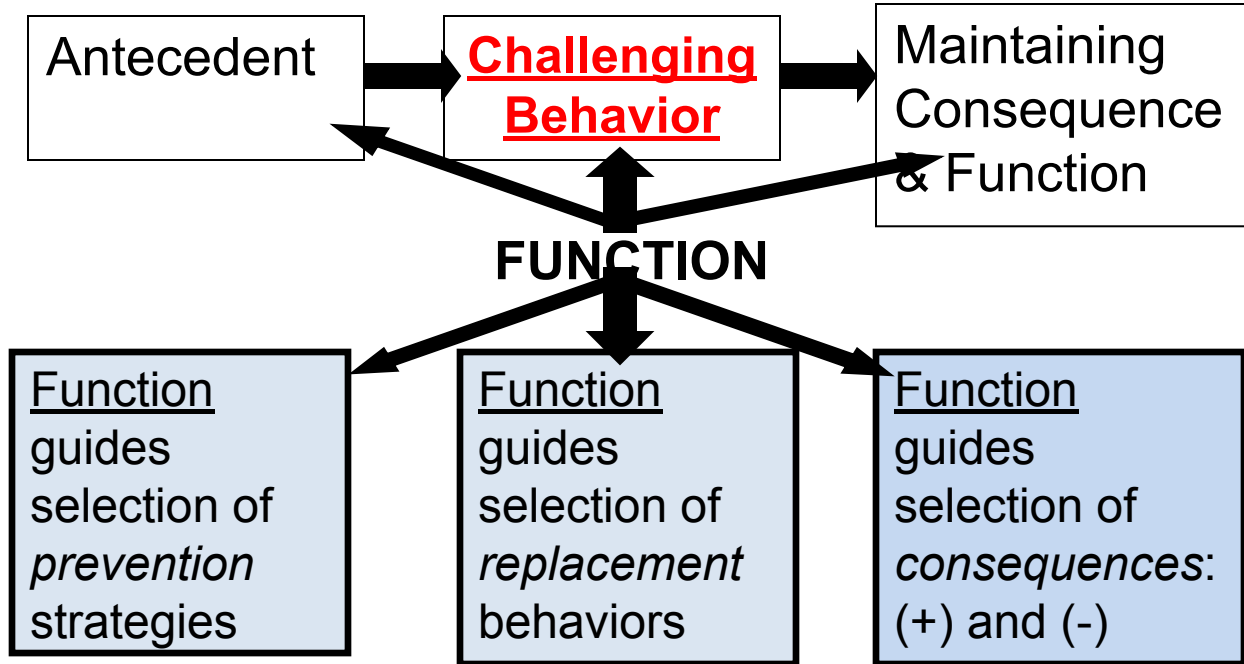 Antecedent
Challenging
Behavior
Maintaining
Consequence
& Function
FUNCTION
Function
guides
selection of
prevention
strategies
Function
guides
selection of
replacement
behaviors
Function
guides
selection of
consequences:
(+) and (-)